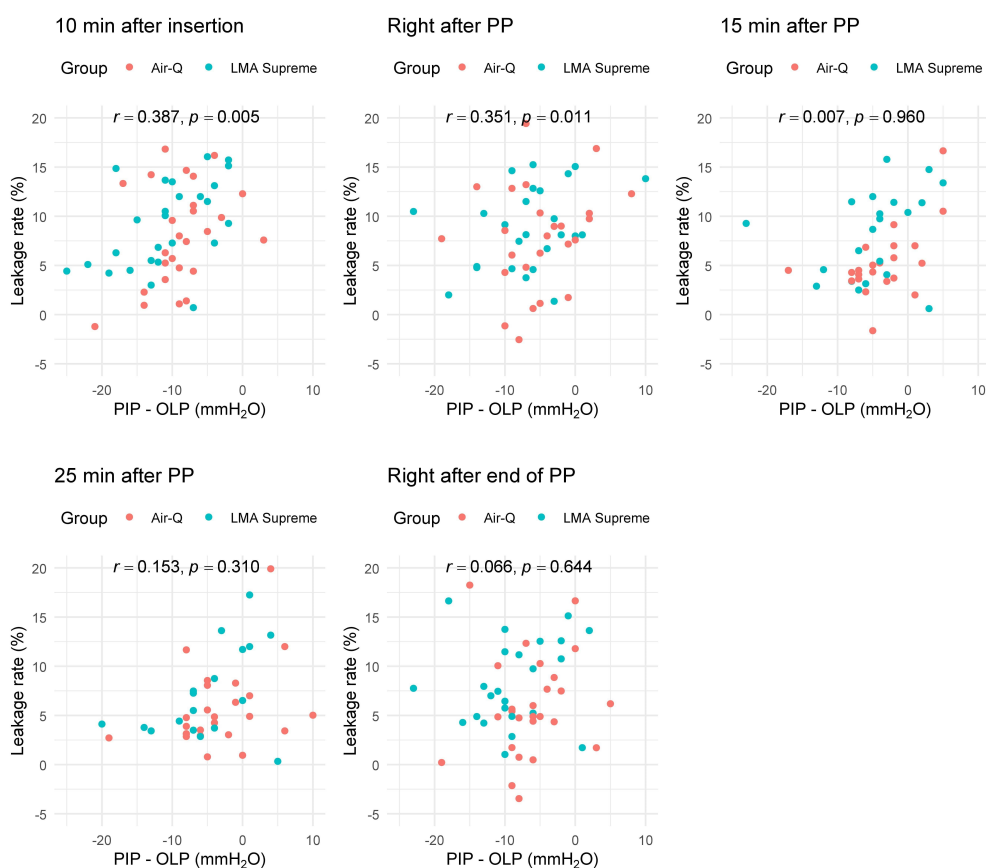 10 min after insertion
Right after PP
15 min after PP
Group Air-Q LMA Supreme
Group Air-Q LMA Supreme
Group Air-Q LMA Supreme
r = 0.387, p = 0.005
r = 0.351, p = 0.011
r = 0.007, p = 0.960
Leakage rate (%)
20
15
10
5
0
-5
-20 -10 0 10
PIP - OLP (mmH₂O)
Leakage rate (%)
20
15
10
5
0
-5
-20 -10 0 10
PIP - OLP (mmH₂O)
Leakage rate (%)
20
15
10
5
0
-5
-20 -10 0 10
PIP - OLP (mmH₂O)
25 min after PP
Right after end of PP
Group Air-Q LMA Supreme
Group Air-Q LMA Supreme
r = 0.153, p = 0.310
r = 0.066, p = 0.644
Leakage rate (%)
20
15
10
5
0
-5
-20 -10 0 10
PIP - OLP (mmH₂O)
Leakage rate (%)
20
15
10
5
0
-5
-20 -10 0 10
PIP - OLP (mmH₂O)